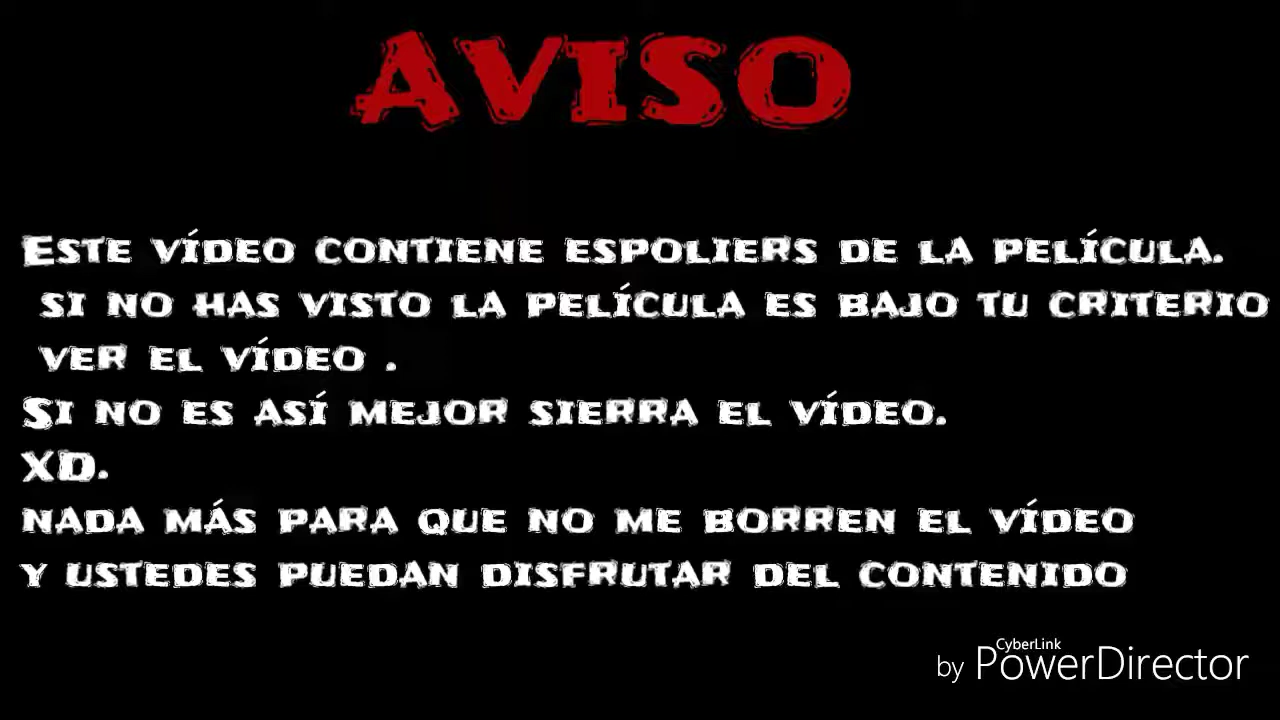 AVISO
Este vídeo contiene espoliers de la película.
si no has visto la película es bajo tu criterio
ver el vídeo .
Si no es así mejor sierra el vídeo.
XD.
nada más para que no me borren el vídeo
y ustedes puedan disfrutar del contenido
by CyberLink PowerDirector